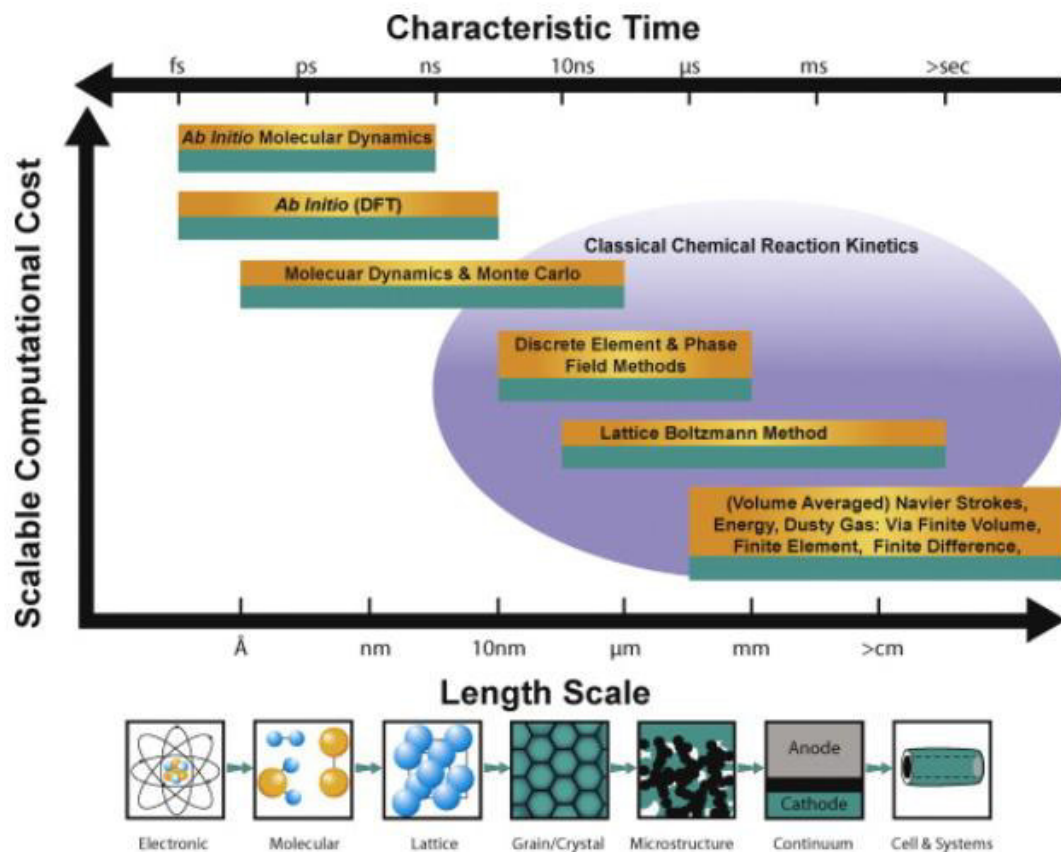 Characteristic Time
fs ps ns 10ns μs ms >sec
Scalable Computational Cost
Ab Initio Molecular Dynamics
Ab Initio (DFT)
Classical Chemical Reaction Kinetics
Molecuar Dynamics & Monte Carlo
Discrete Element & Phase
Field Methods
Lattice Boltzmann Method
(Volume Averaged) Navier Strokes,
Energy, Dusty Gas: Via Finite Volume,
Finite Element, Finite Difference,
Å nm 10nm μm mm >cm
Length Scale
Anode
Cathode
Electronic Molecular Lattice Grain/Crystal Microstructure Continuum Cell & Systems